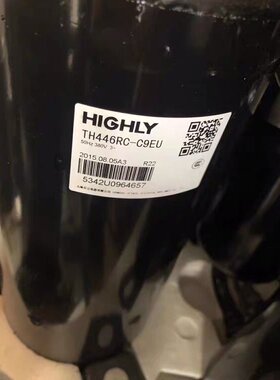 HIGHLY
TH446RC-C9EU
50Hz 380V 3~
2015.08.05A3 R22
5342U0964657